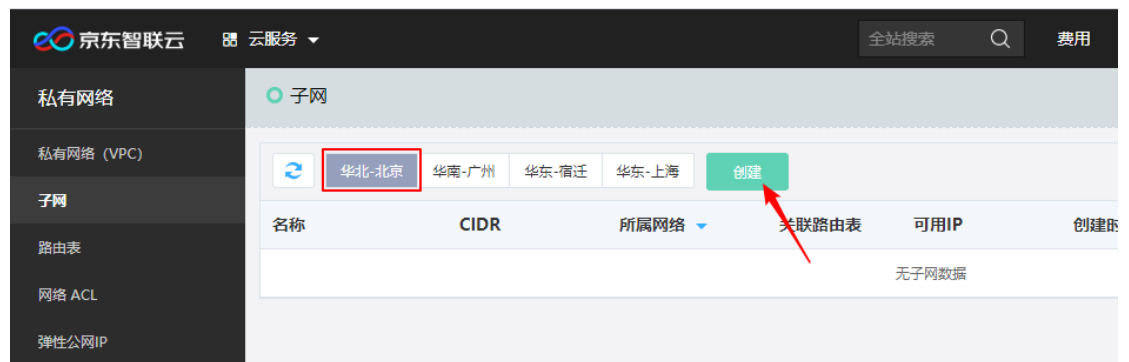 京东智联云 云服务 全站搜索 费用
私有网络 子网
私有网络 (VPC)
华北-北京 华南-广州 华东-宿迁 华东-上海 创建
子网
名称 CIDR 所属网络 关联路由表 可用IP
路由表
无子网数据
网络 ACL
弹性公网IP